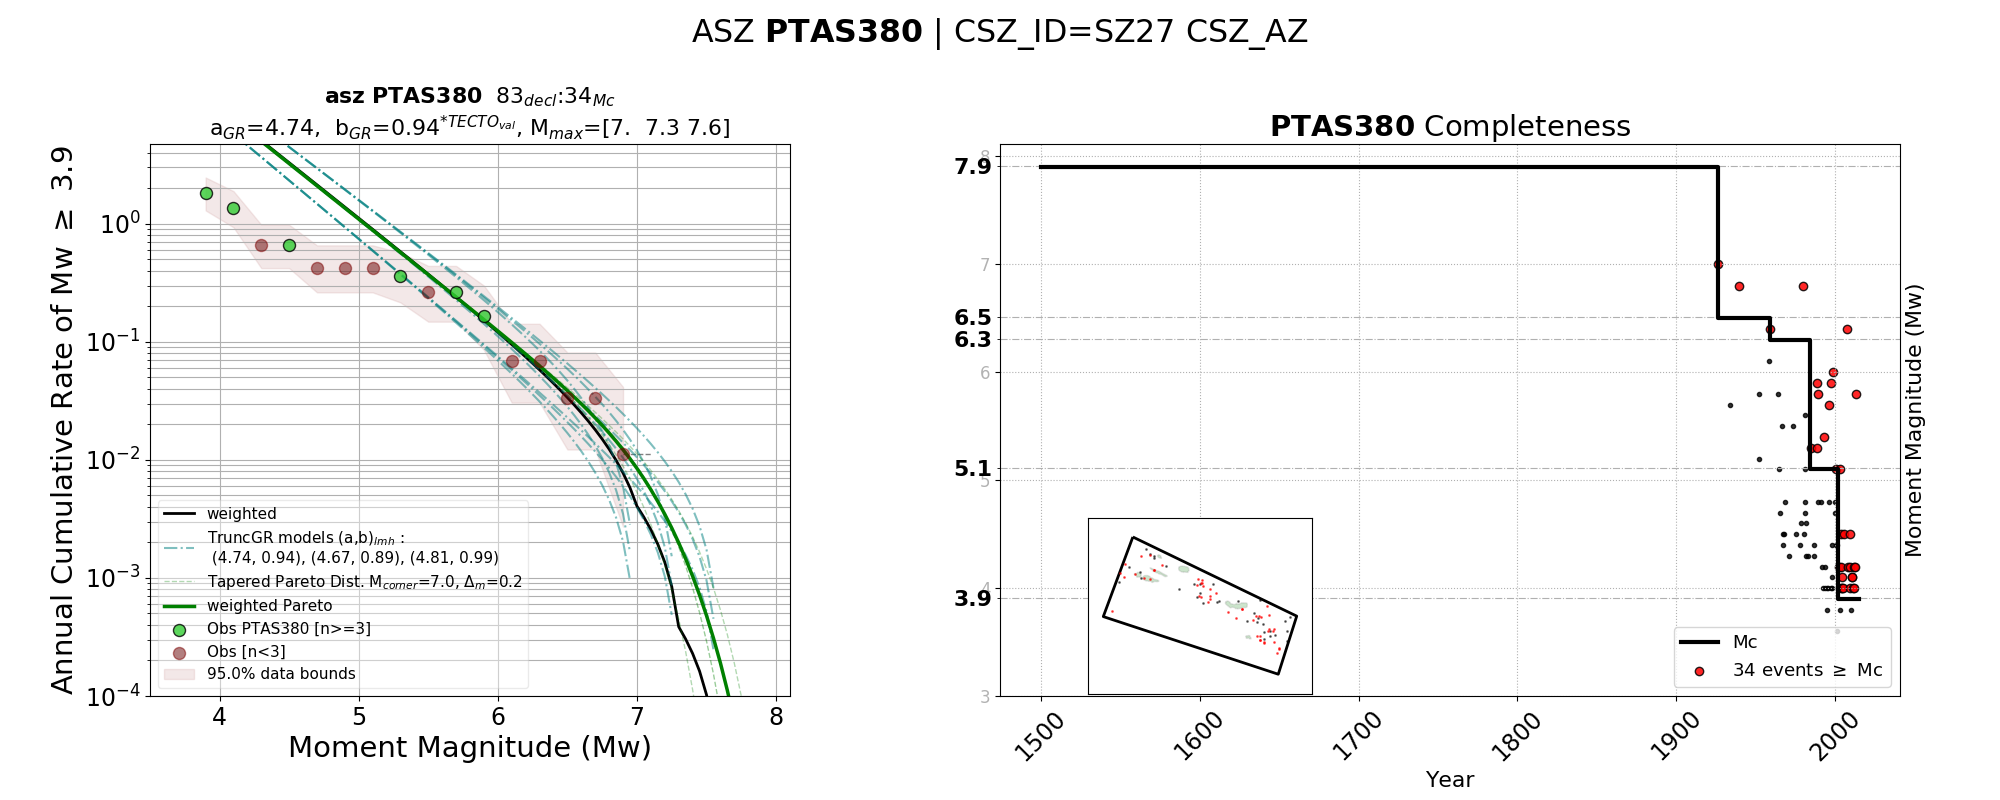 ASZ PTAS380 | CSZ_ID=SZ27 CSZ_AZ
asz PTAS380 83decl:34Mc
aGR=4.74, bGR=0.94*TECTOval, Mmax=[7. 7.3 7.6]
Annual Cumulative Rate of Mw ≥ 3.9
10^0
10^-1
10^-2
10^-3
10^-4
weighted
TruncGR models (a,b)lmh :
(4.74, 0.94), (4.67, 0.89), (4.81, 0.99)
Tapered Pareto Dist. Mcorner=7.0, Δm=0.2
weighted Pareto
Obs PTAS380 [n>=3]
Obs [n<3]
95.0% data bounds
4 5 6 7 8
Moment Magnitude (Mw)
PTAS380 Completeness
8
7.9
7
6.5
6.3
6
5.1
5
4
3.9
3
Moment Magnitude (Mw)
Mc
34 events ≥ Mc
1500 1600 1700 1800 1900 2000
Year